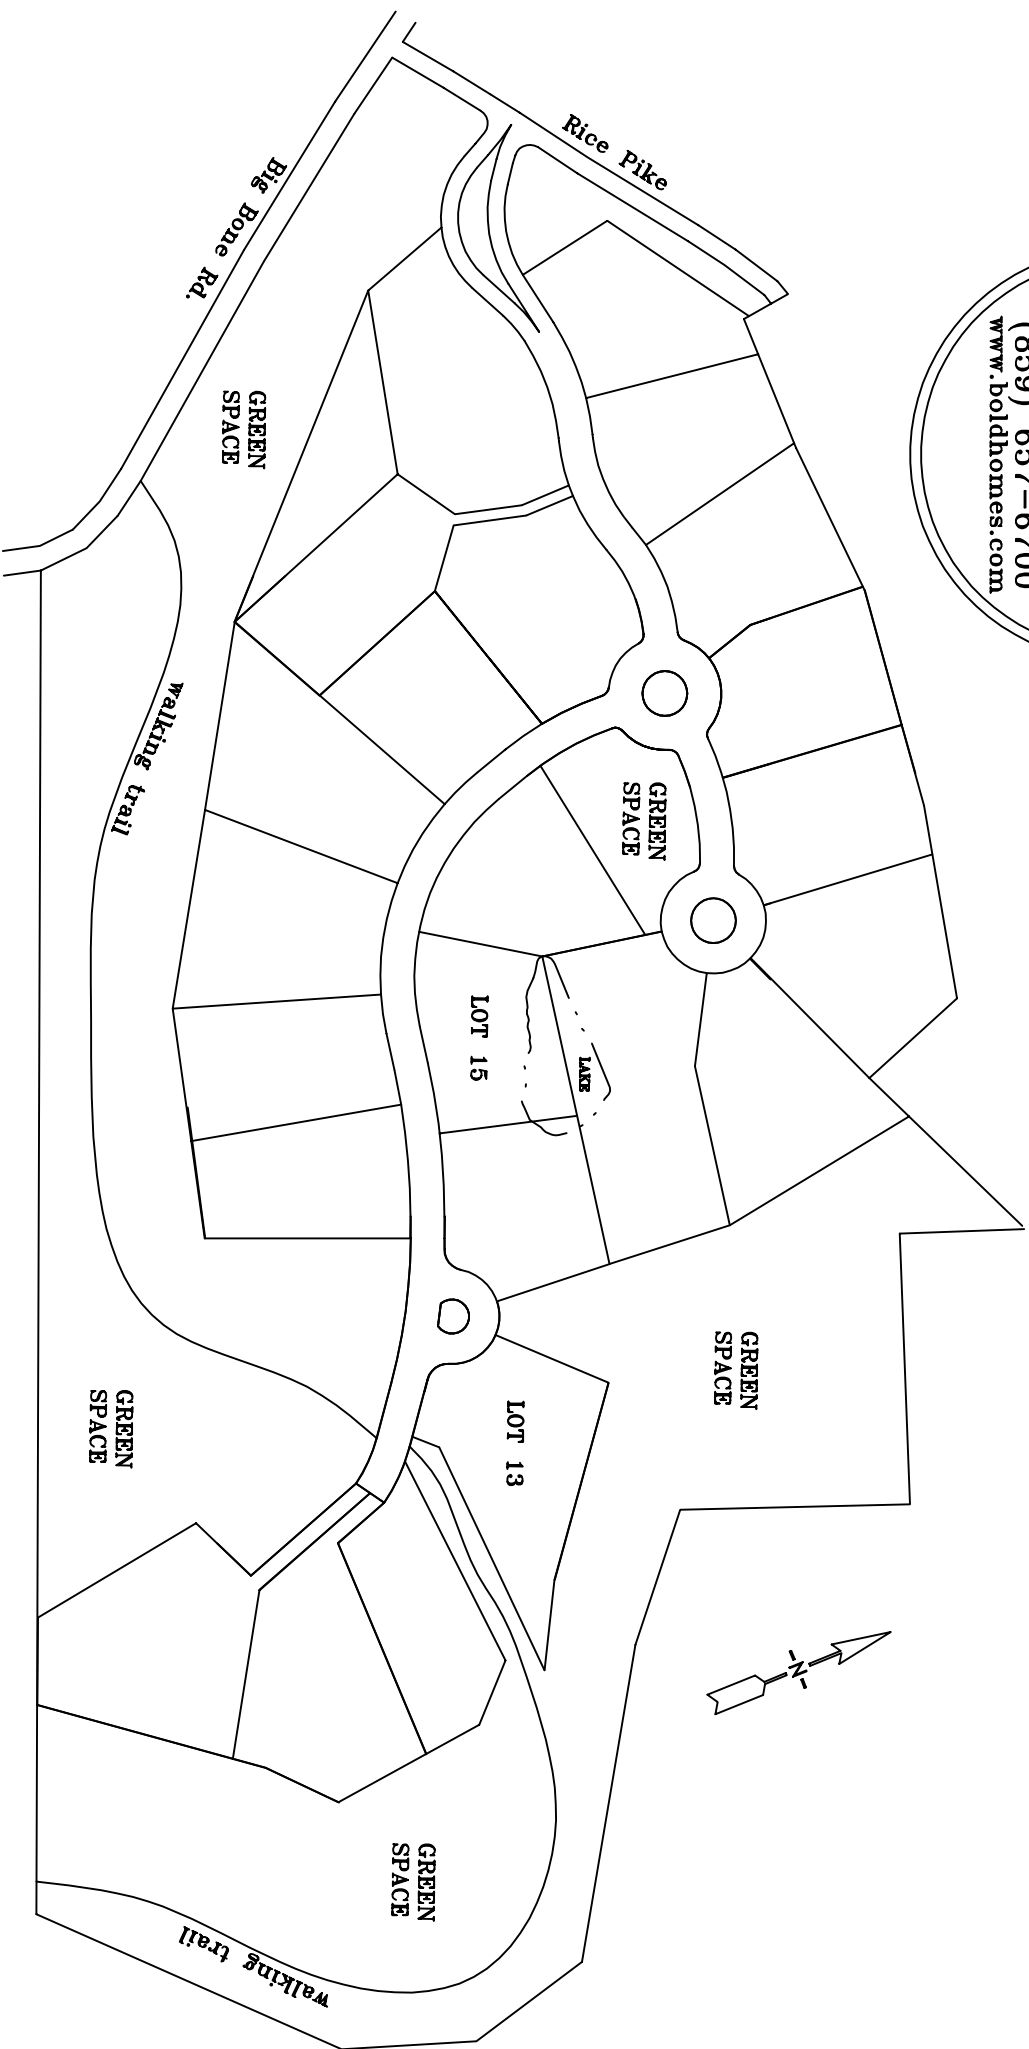 (859) 657-6700
www.boldhomes.com
Rice Pike
Big Bone Rd.
GREEN
SPACE
GREEN
SPACE
walking trail
LOT 15
LAKE
GREEN
SPACE
LOT 13
GREEN
SPACE
N
GREEN
SPACE
walking trail